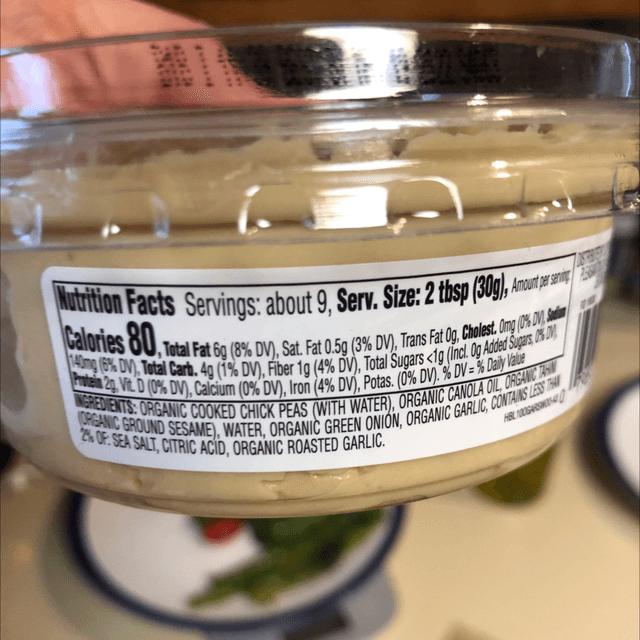 Nutrition Facts Servings: about 9, Serv. Size: 2 tbsp (30g), Amount per serving:
Calories 80, Total Fat 6g (8% DV), Sat. Fat 0.5g (3% DV), Trans Fat 0g, Cholest. 0mg (0% DV), Sodium
140mg (6% DV), Total Carb. 4g (1% DV), Fiber 1g (4% DV), Total Sugars <1g (Incl. 0g Added Sugars, 0% DV),
Protein 2g, Vit. D (0% DV), Calcium (0% DV), Iron (4% DV), Potas. (0% DV). % DV = % Daily Value
INGREDIENTS: ORGANIC COOKED CHICK PEAS (WITH WATER), ORGANIC CANOLA OIL, ORGANIC TAHINI
(ORGANIC GROUND SESAME), WATER, ORGANIC GREEN ONION, ORGANIC GARLIC, CONTAINS LESS THAN
2% OF: SEA SALT, CITRIC ACID, ORGANIC ROASTED GARLIC.